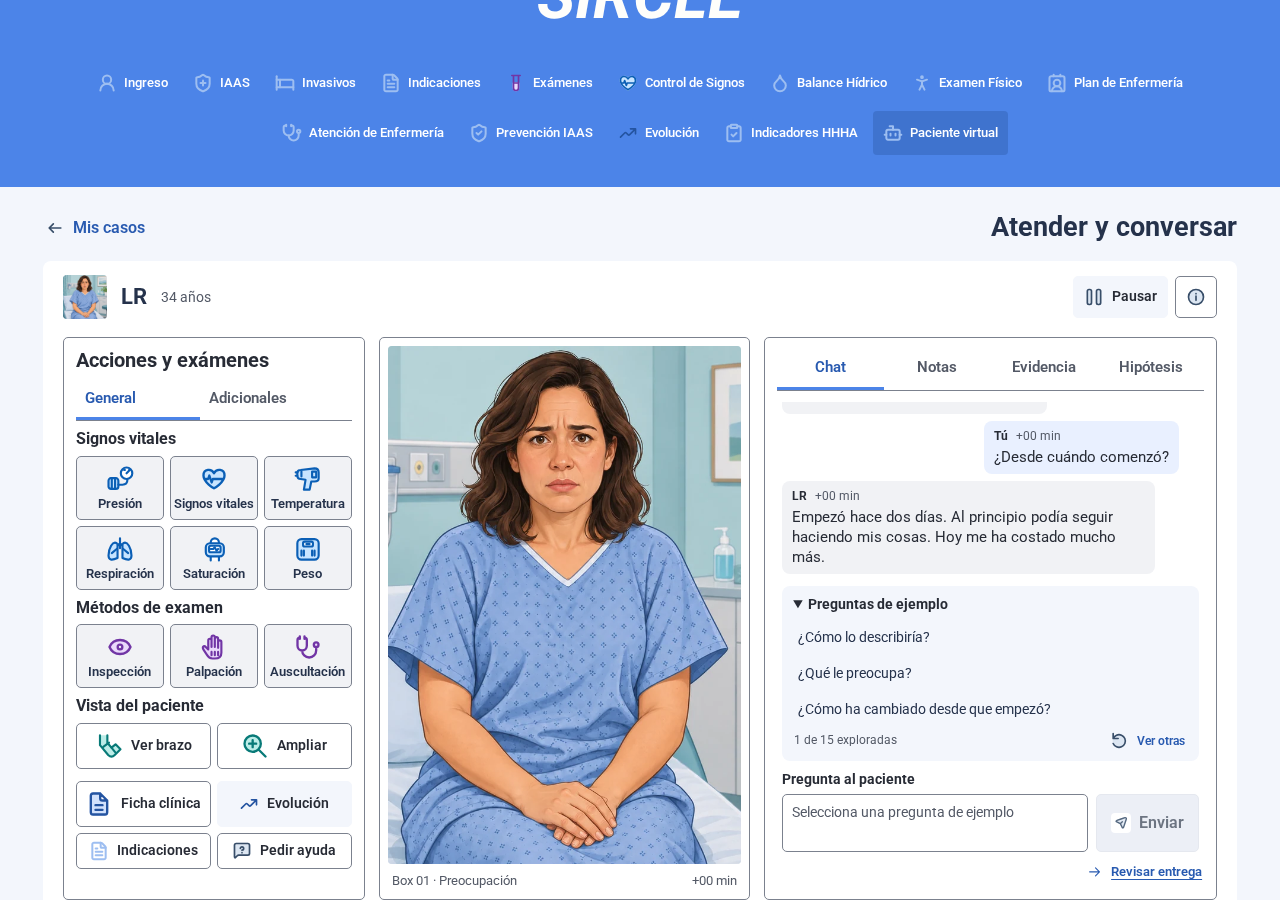 SIRCLE
Ingreso
IAAS
Invasivos
Indicaciones
Exámenes
Control de Signos
Balance Hídrico
Examen Físico
Plan de Enfermería
Atención de Enfermería
Prevención IAAS
Evolución
Indicadores HHHA
Paciente virtual
Mis casos
Atender y conversar
LR 34 años
Pausar
Acciones y exámenes
General
Adicionales
Signos vitales
Presión
Signos vitales
Temperatura
Respiración
Saturación
Peso
Métodos de examen
Inspección
Palpación
Auscultación
Vista del paciente
Ver brazo
Ampliar
Ficha clínica
Evolución
Indicaciones
Pedir ayuda
Box 01 · Preocupación
+00 min
Chat
Notas
Evidencia
Hipótesis
Tú +00 min
¿Desde cuándo comenzó?
LR +00 min
Empezó hace dos días. Al principio podía seguir
haciendo mis cosas. Hoy me ha costado mucho
más.
Preguntas de ejemplo
¿Cómo lo describiría?
¿Qué le preocupa?
¿Cómo ha cambiado desde que empezó?
1 de 15 exploradas
Ver otras
Pregunta al paciente
Selecciona una pregunta de ejemplo
Enviar
Revisar entrega